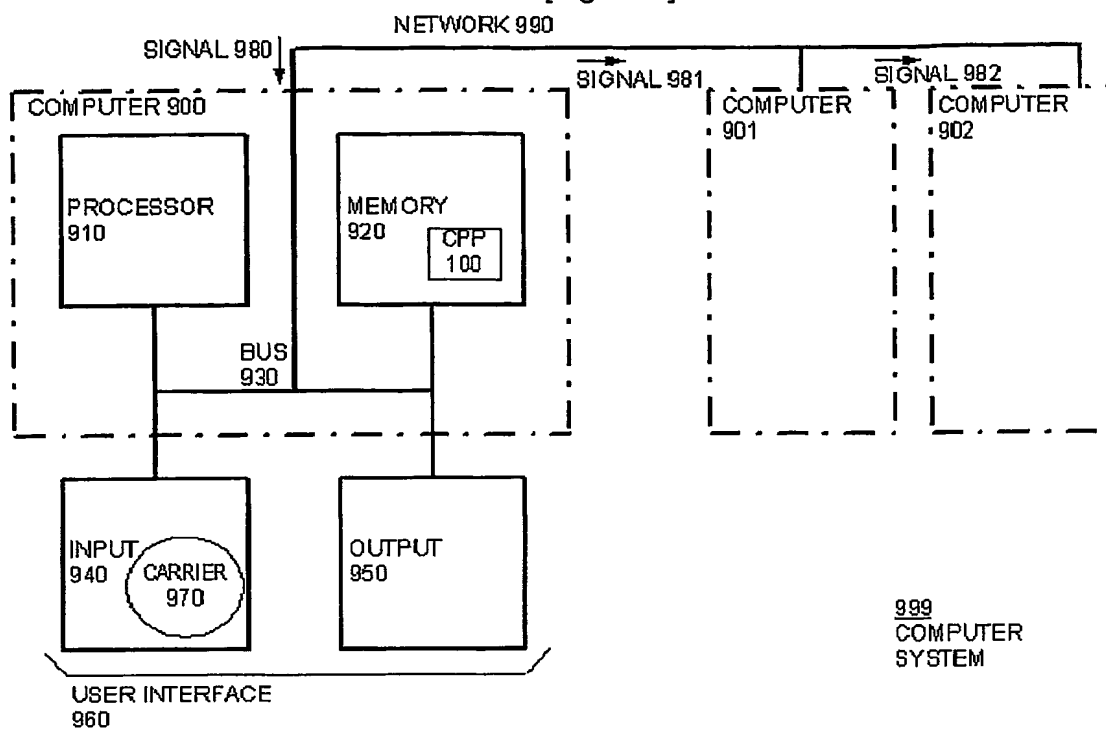 NETWORK 990
SIGNAL 980
SIGNAL 981
SIGNAL 982
COMPUTER 900
COMPUTER
901
COMPUTER
902
PROCESSOR
910
MEMORY
920
CPP
100
BUS
930
INPUT
940
CARRIER
970
OUTPUT
950
999
COMPUTER
SYSTEM
USER INTERFACE
960